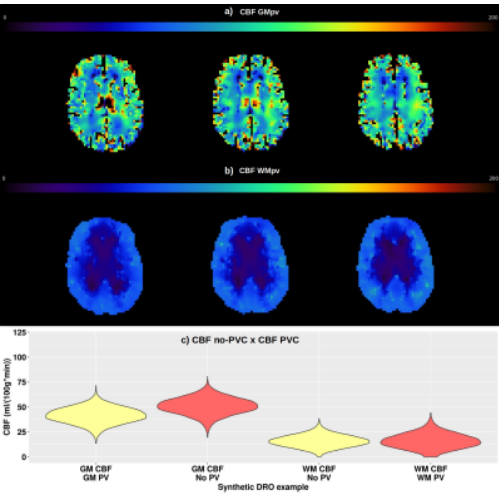 a) CBF GMpv
0
200
b) CBF WMpv
0
200
c) CBF no-PVC x CBF PVC
CBF (ml/(100g*min))
125
100
75
50
25
0
GM CBF
GM PV
GM CBF
No PV
WM CBF
No PV
WM CBF
WM PV
Synthetic DRO example